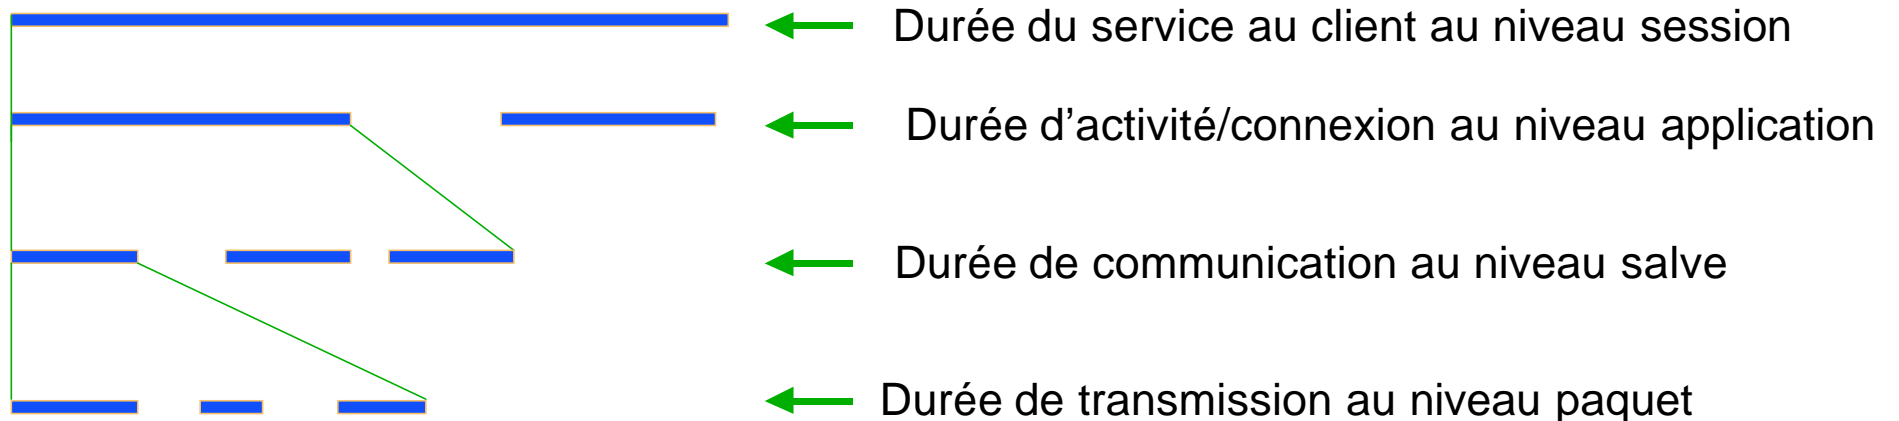 Durée du service au client au niveau session
Durée d'activité/connexion au niveau application
Durée de communication au niveau salve
Durée de transmission au niveau paquet